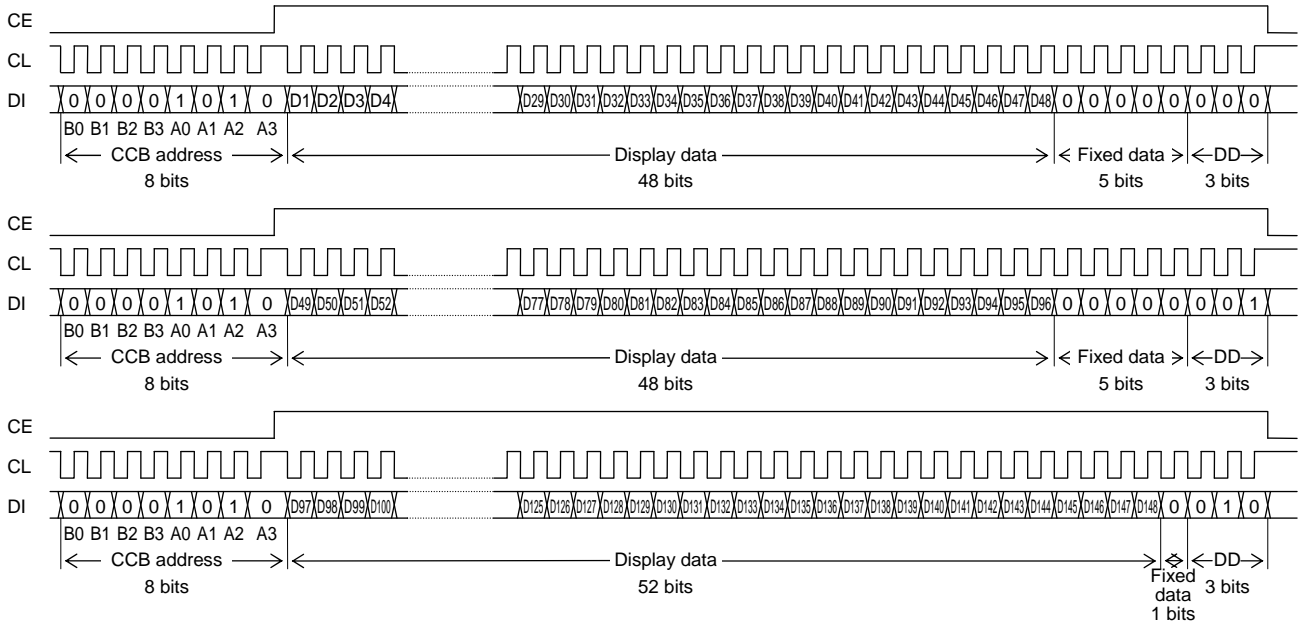 CE
CL
DI 0 0 0 0 1 0 1 0 D1 D2 D3 D4 D29 D30 D31 D32 D33 D34 D35 D36 D37 D38 D39 D40 D41 D42 D43 D44 D45 D46 D47 D48 0 0 0 0 0 0 0 0
B0 B1 B2 B3 A0 A1 A2 A3
CCB address Display data Fixed data DD
8 bits 48 bits 5 bits 3 bits
CE
CL
DI 0 0 0 0 1 0 1 0 D49 D50 D51 D52 D77 D78 D79 D80 D81 D82 D83 D84 D85 D86 D87 D88 D89 D90 D91 D92 D93 D94 D95 D96 0 0 0 0 0 0 0 1
B0 B1 B2 B3 A0 A1 A2 A3
CCB address Display data Fixed data DD
8 bits 48 bits 5 bits 3 bits
CE
CL
DI 0 0 0 0 1 0 1 0 D97 D98 D99 D100 D125 D126 D127 D128 D129 D130 D131 D132 D133 D134 D135 D136 D137 D138 D139 D140 D141 D142 D143 D144 D145 D146 D147 D148 0 0 1 0
B0 B1 B2 B3 A0 A1 A2 A3
CCB address Display data DD
8 bits 52 bits Fixed 3 bits
data
1 bits